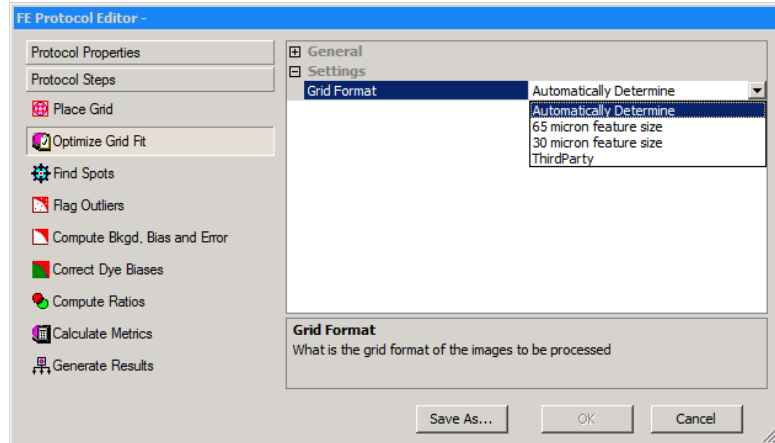 FE Protocol Editor -
Protocol Properties
Protocol Steps
Place Grid
Optimize Grid Fit
Find Spots
Flag Outliers
Compute Bkgd, Bias and Error
Correct Dye Biases
Compute Ratios
Calculate Metrics
Generate Results
General
Settings
Grid Format Automatically Determine
Automatically Determine
65 micron feature size
30 micron feature size
ThirdParty
Grid Format
What is the grid format of the images to be processed
Save As... OK Cancel